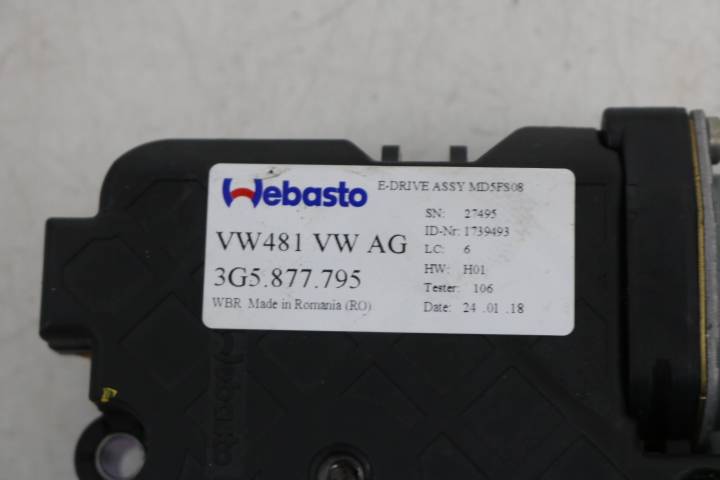 Webasto E-DRIVE ASSY MD5FS08
SN: 27495
ID-Nr: 1739493
VW481 VW AG
LC: 6
3G5.877.795
HW: H01
Tester: 106
WBR Made in Romania (RO)
Date: 24 .01 .18
Webasto